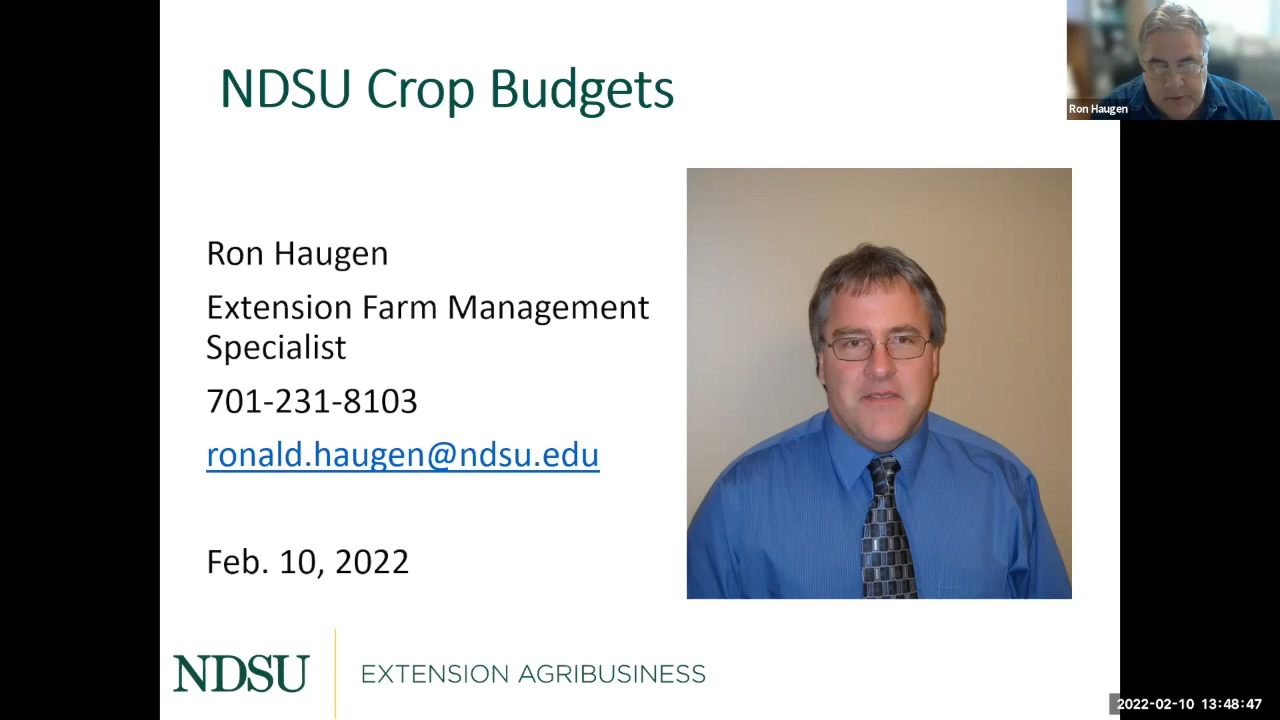 NDSU Crop Budgets
Ron Haugen
Ron Haugen
Extension Farm Management
Specialist
701-231-8103
ronald.haugen@ndsu.edu
Feb. 10, 2022
NDSU
EXTENSION AGRIBUSINESS
2022-02-10 13:48:47